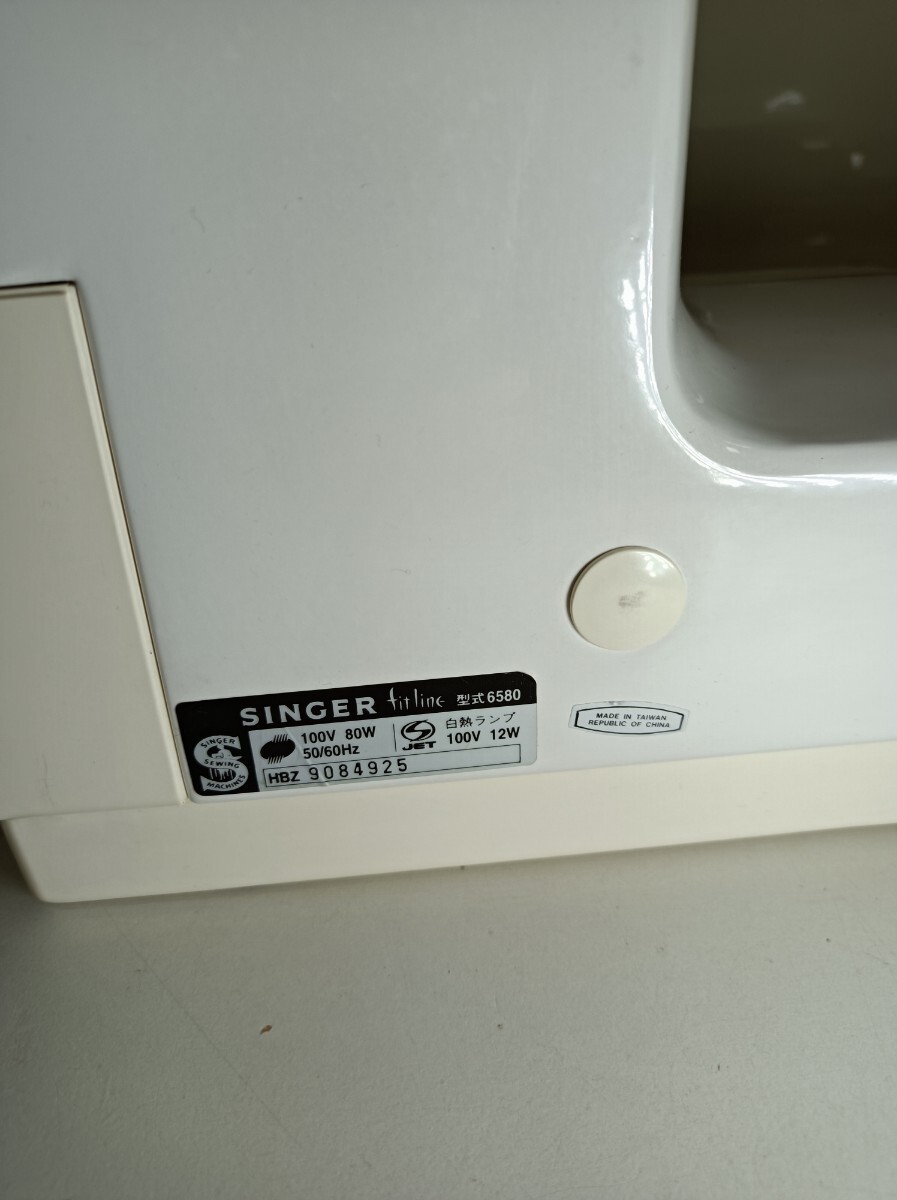 SINGER fitline 型式6580
SINGER
SEWING
MACHINES
100V 80W
50/60Hz
JET
白熱ランプ
100V 12W
HBZ 9084925
MADE IN TAIWAN
REPUBLIC OF CHINA